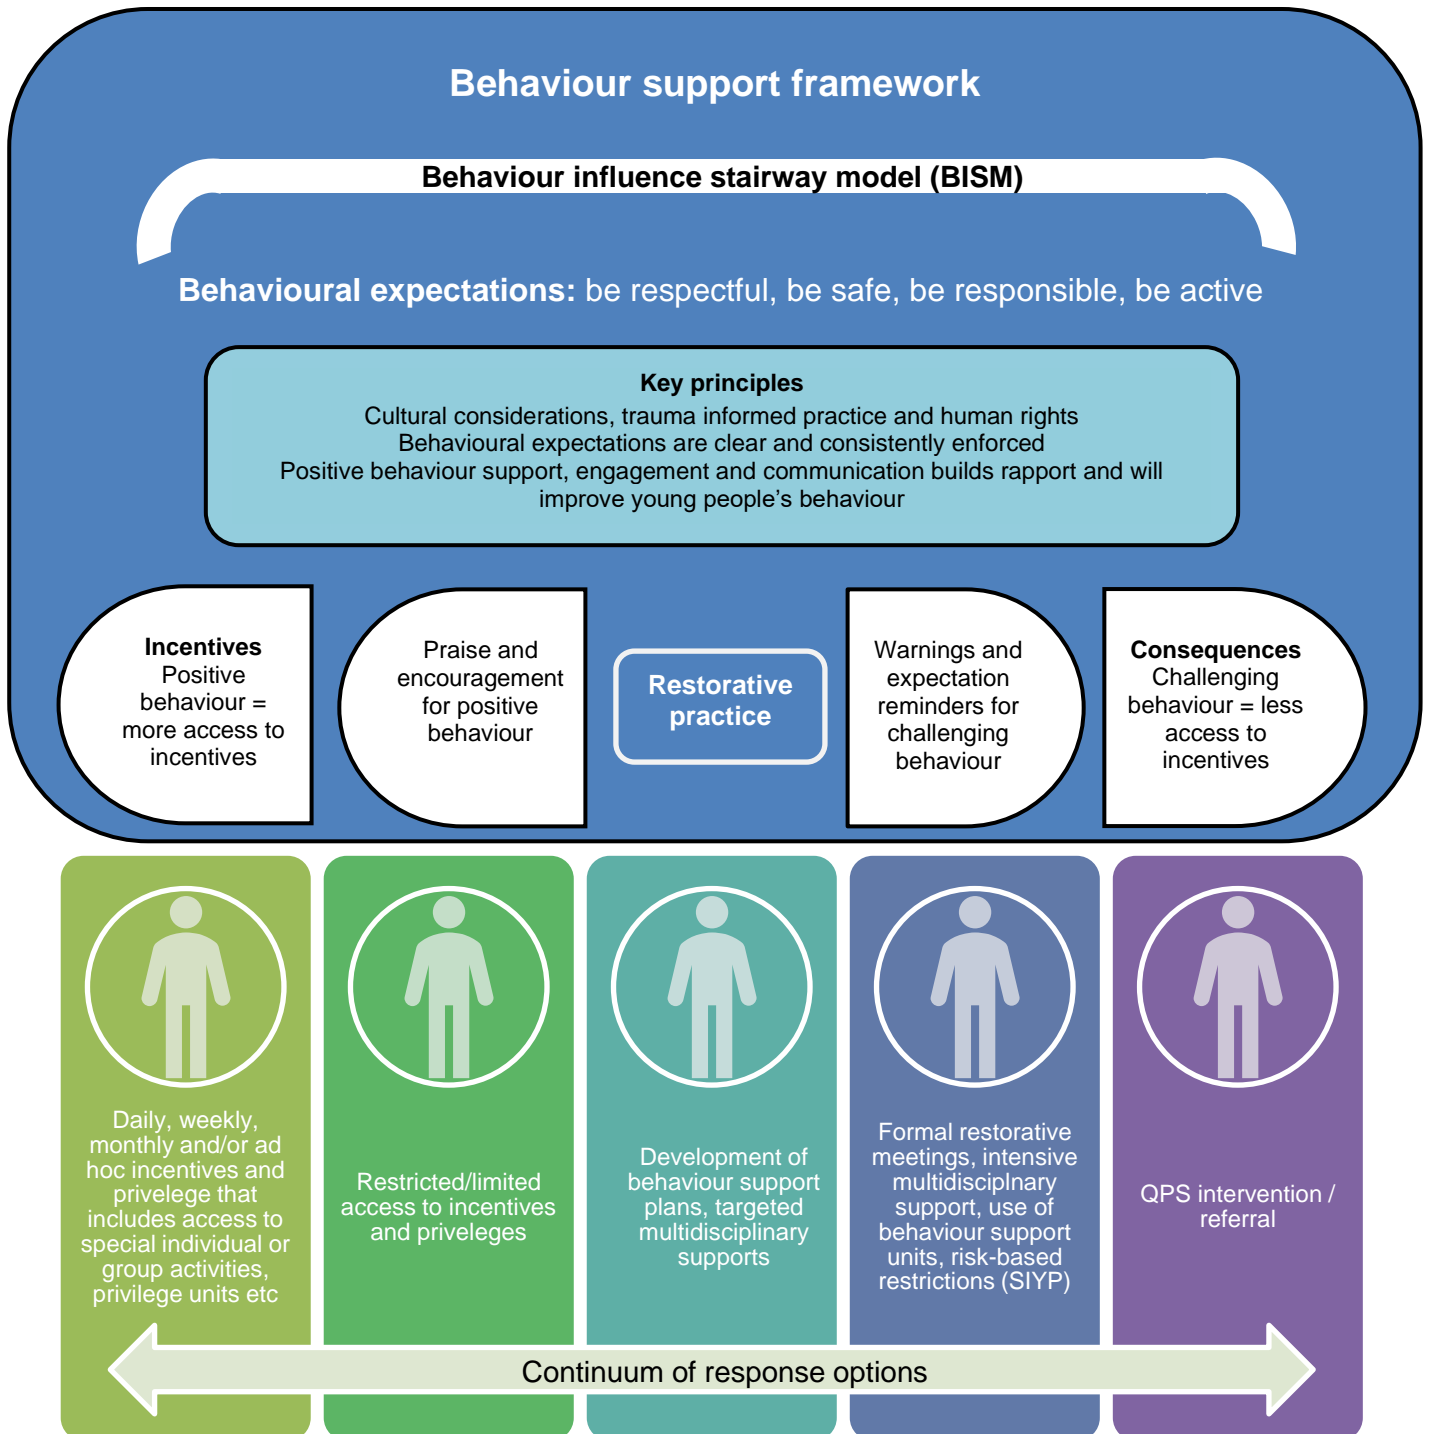 Behaviour support framework
Behaviour influence stairway model (BISM)
Behavioural expectations: be respectful, be safe, be responsible, be active
Key principles
Cultural considerations, trauma informed practice and human rights
Behavioural expectations are clear and consistently enforced
Positive behaviour support, engagement and communication builds rapport and will
improve young people's behaviour
Incentives
Positive
behaviour =
more access to
incentives
Praise and
encouragement
for positive
behaviour
Restorative
practice
Warnings and
expectation
reminders for
challenging
behaviour
Consequences
Challenging
behaviour = less
access to
incentives
Daily, weekly,
monthly and/or ad
hoc incentives and
privelege that
includes access to
special individual or
group activities,
privilege units etc
Restricted/limited
access to incentives
and priveleges
Development of
behaviour support
plans, targeted
multidisciplinary
supports
Formal restorative
meetings, intensive
multidisciplnary
support, use of
behaviour support
units, risk-based
restrictions (SIYP)
QPS intervention /
referral
Continuum of response options